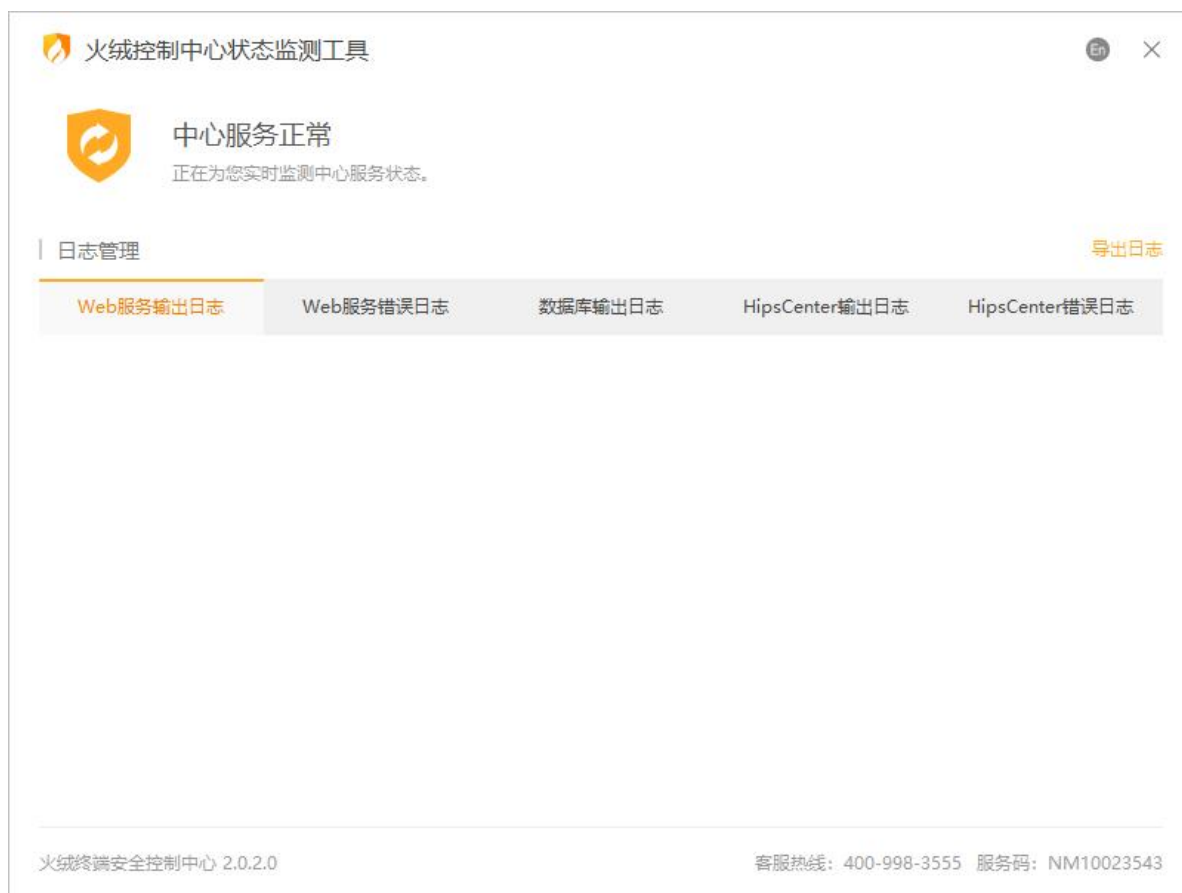 火绒控制中心状态监测工具 En
中心服务正常
正在为您实时监测中心服务状态。
日志管理 导出日志
Web服务输出日志 Web服务错误日志 数据库输出日志 HipsCenter输出日志 HipsCenter错误日志
火绒终端安全控制中心 2.0.2.0 客服热线：400-998-3555 服务码：NM10023543